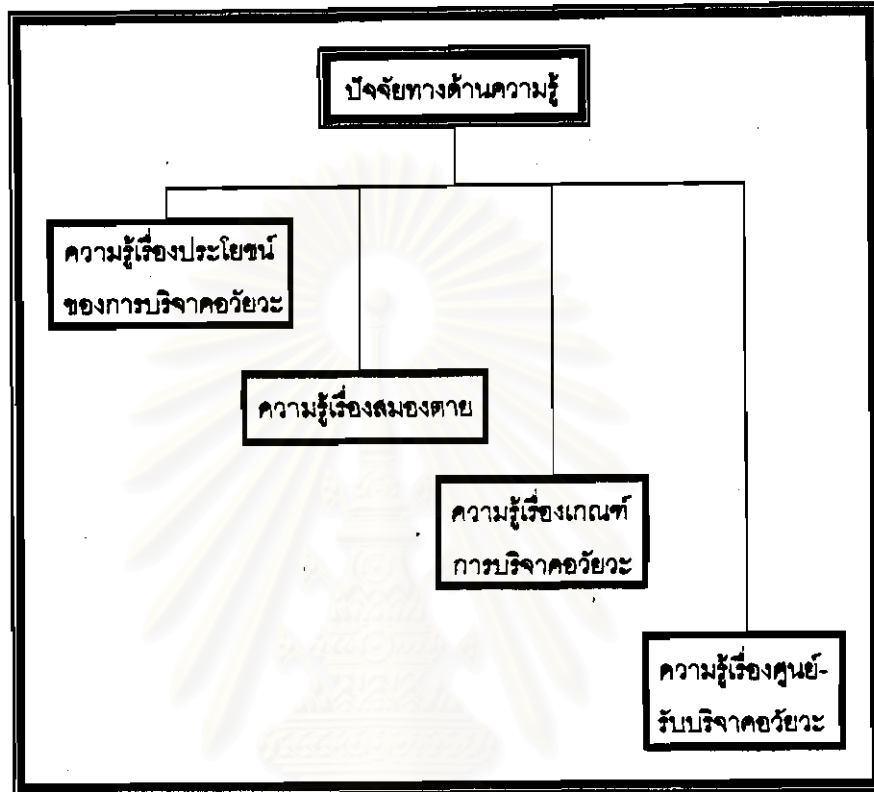 ปัจจัยทางด้านความรู้
ความรู้เรื่องประโยชน์
ของการบริจาคอวัยวะ
ความรู้เรื่องสมองตาย
ความรู้เรื่องเกณฑ์
การบริจาคอวัยวะ
ความรู้เรื่องศูนย์-
รับบริจาคอวัยวะ